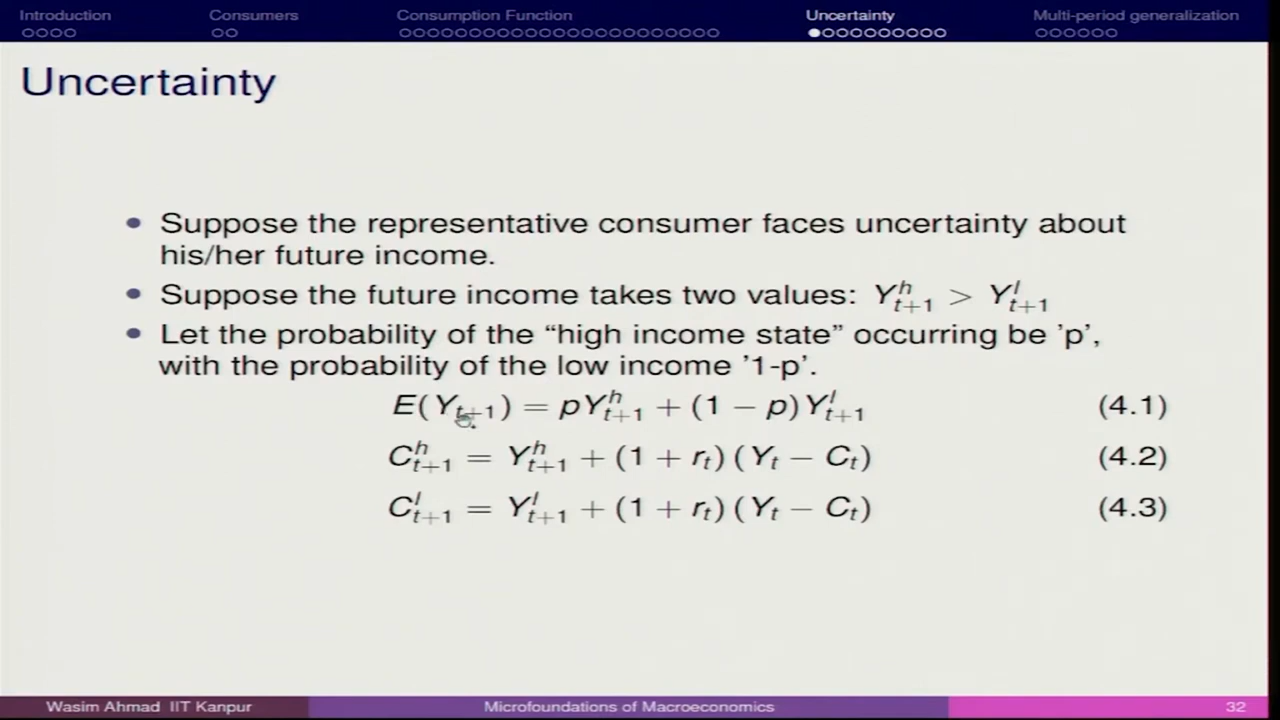 Introduction Consumers Consumption Function Uncertainty Multi-period generalization
Uncertainty
• Suppose the representative consumer faces uncertainty about
his/her future income.
• Suppose the future income takes two values: Y^h_{t+1} > Y^l_{t+1}
• Let the probability of the “high income state” occurring be ’p’,
with the probability of the low income ’1-p’.
E(Y_{t+1}) = pY^h_{t+1} + (1 − p)Y^l_{t+1} (4.1)
C^h_{t+1} = Y^h_{t+1} + (1 + r_t)(Y_t − C_t) (4.2)
C^l_{t+1} = Y^l_{t+1} + (1 + r_t)(Y_t − C_t) (4.3)
Wasim Ahmad IIT Kanpur Microfoundations of Macroeconomics 32